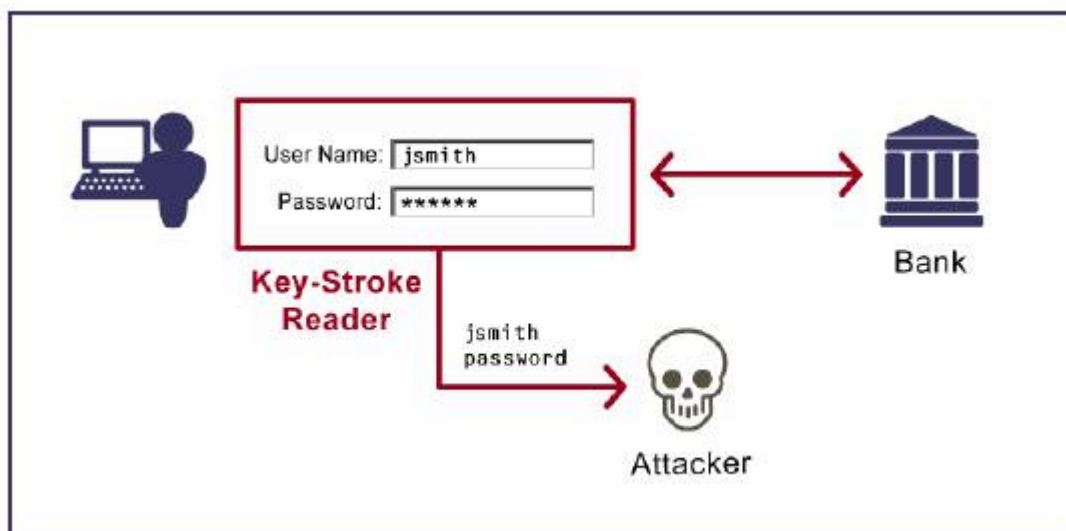 User Name: jsmith
Password: ******
Key-Stroke
Reader
Bank
jsmith
password
Attacker